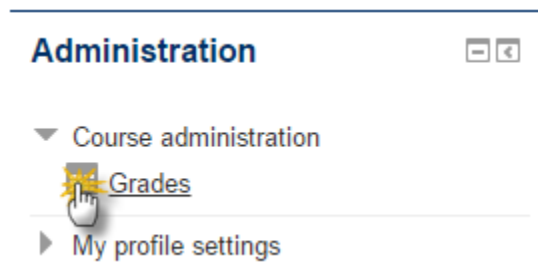 Administration
Course administration
Grades
My profile settings